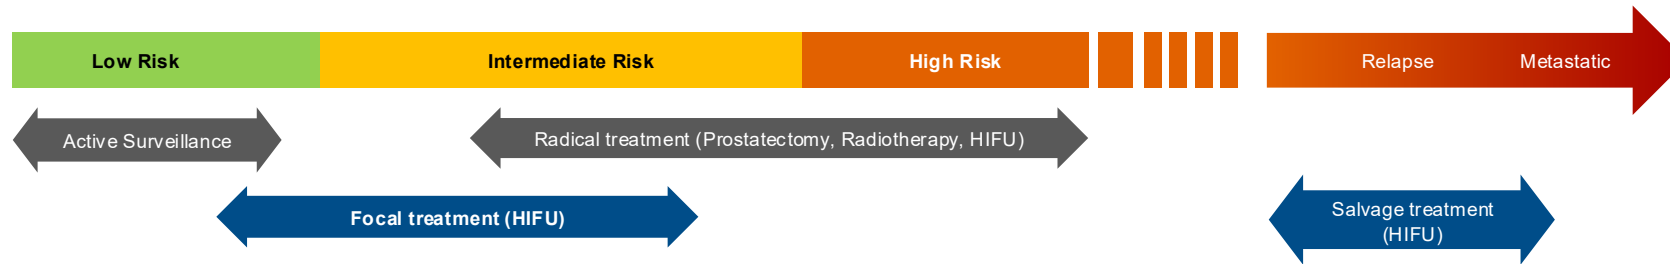 Low Risk
Intermediate Risk
High Risk
Relapse
Metastatic
Active Surveillance
Radical treatment (Prostatectomy, Radiotherapy, HIFU)
Focal treatment (HIFU)
Salvage treatment
(HIFU)